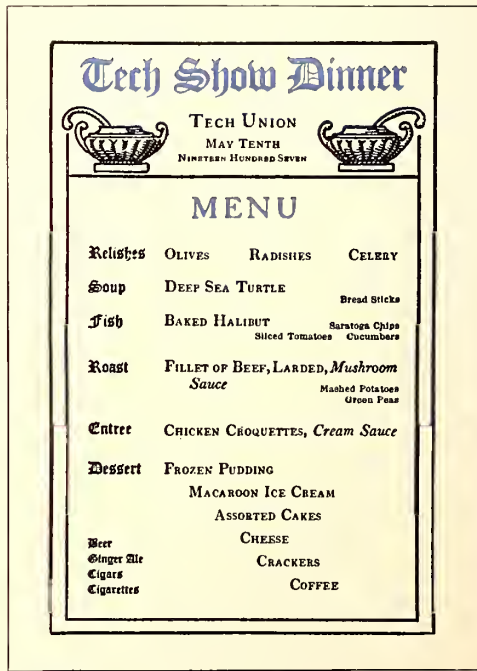 Tech Show Dinner
TECH UNION
MAY TENTH
NINETEEN HUNDRED SEVEN
MENU
Relishes OLIVES RADISHES CELERY
Soup DEEP SEA TURTLE
Bread Sticks
Fish BAKED HALIBUT Saratoga Chips
Sliced Tomatoes Cucumbers
Roast FILLET OF BEEF, LARDED, Mushroom
Sauce Mashed Potatoes
Green Peas
Entree CHICKEN CROQUETTES, Cream Sauce
Dessert FROZEN PUDDING
MACAROON ICE CREAM
ASSORTED CAKES
CHEESE
CRACKERS
COFFEE
Beer
Ginger Ale
Cigars
Cigarettes